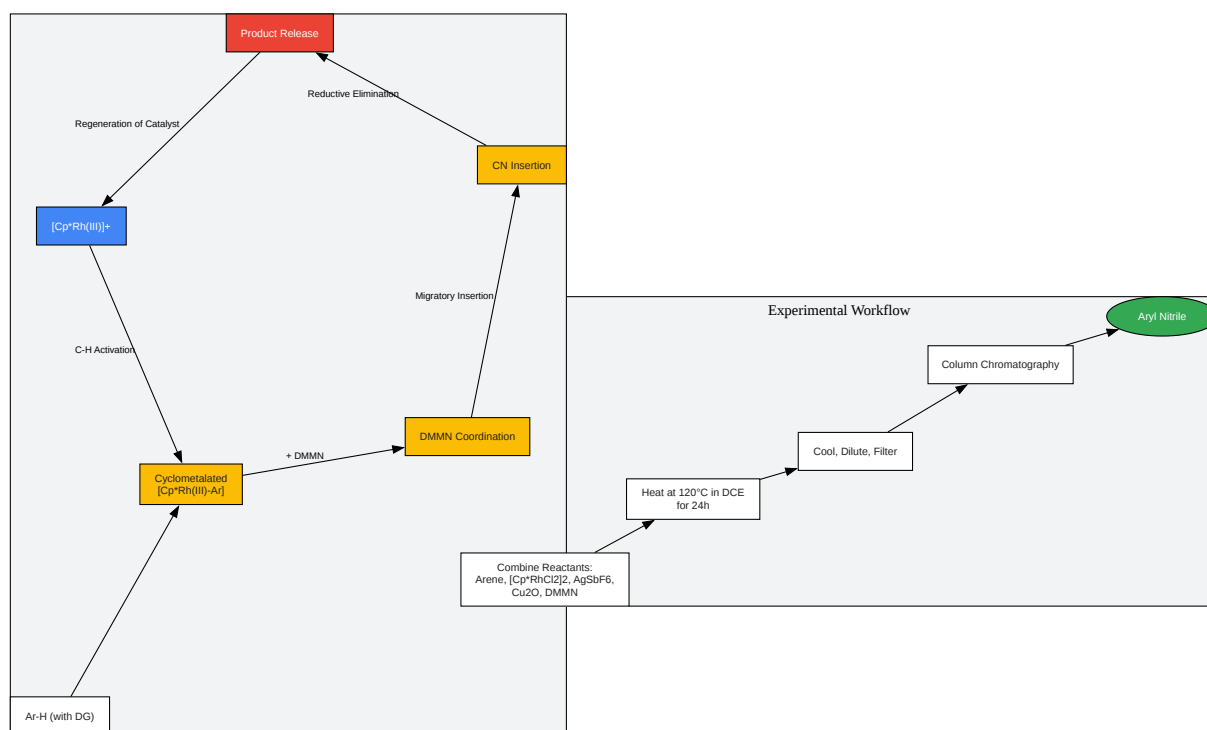 Product Release
Reductive Elimination
Regeneration of Catalyst
CN Insertion
[Cp*Rh(III)]+
Migratory Insertion
C-H Activation
DMMN Coordination
+ DMMN
Cyclometalated
[Cp*Rh(III)-Ar]
Ar-H (with DG)
Experimental Workflow
Aryl Nitrile
Column Chromatography
Cool, Dilute, Filter
Heat at 120°C in DCE
for 24h
Combine Reactants:
Arene, [Cp*RhCl2]2, AgSbF6,
Cu2O, DMMN